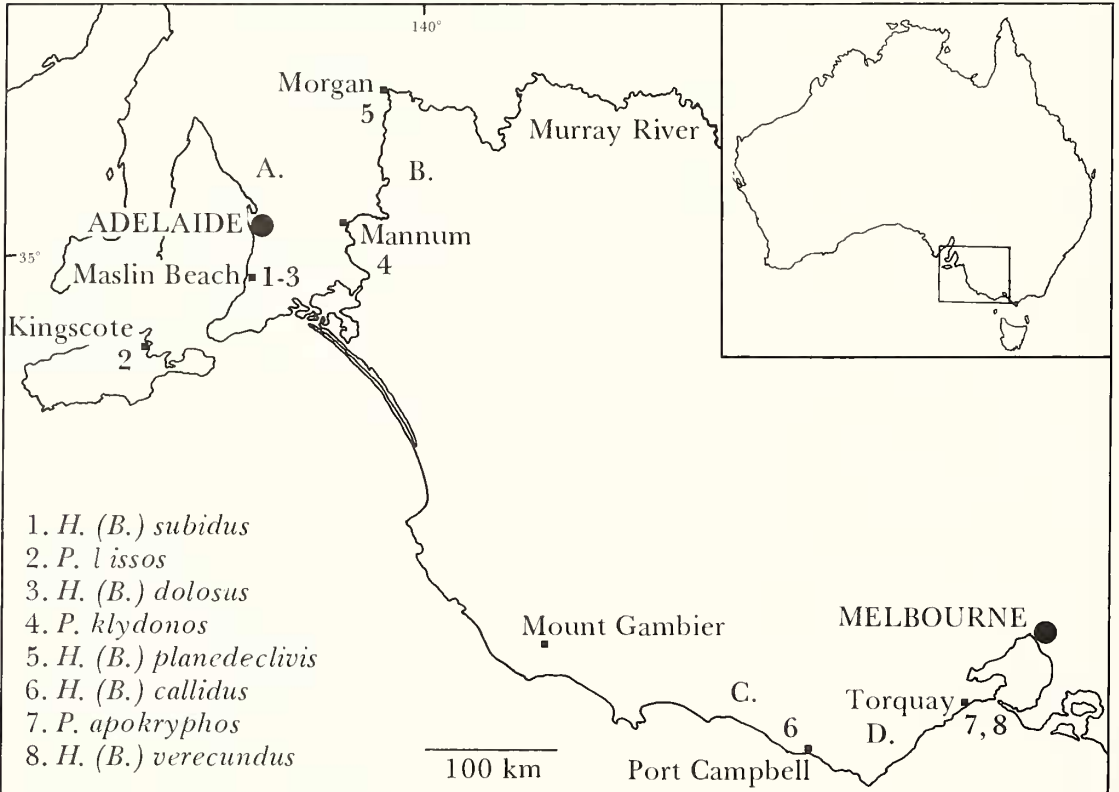 140°
Morgan
5
Murray River
A.
B.
ADELAIDE
Mannum
4
35°
Maslin Beach 1-3
Kingscote
2
1. H. (B.) subidus
2. P. l issos
3. H. (B.) dolosus
4. P. klydonos
5. H. (B.) planedeclivis
6. H. (B.) callidus
7. P. apokryphos
8. H. (B.) verecundus
Mount Gambier
MELBOURNE
C.
6
Torquay
7, 8
D.
100 km
Port Campbell